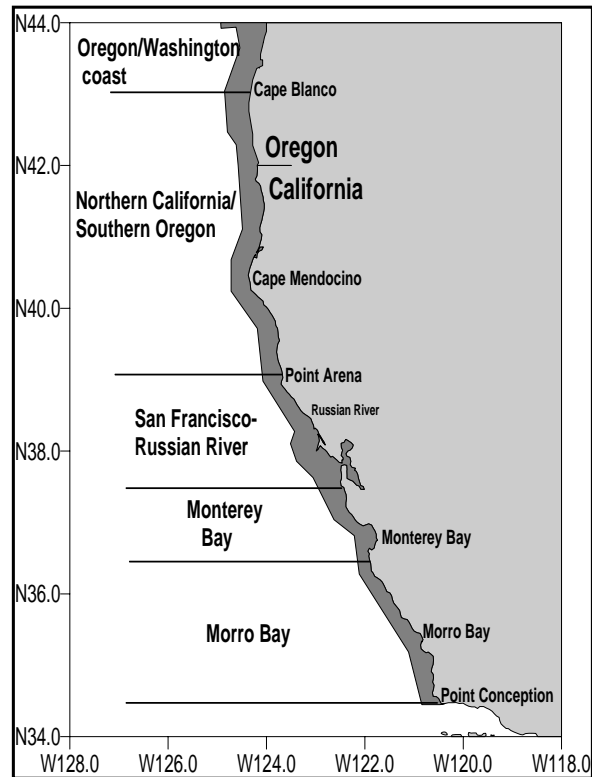 N44.0
Oregon/Washington
coast
Cape Blanco
N42.0
Oregon
California
Northern California/
Southern Oregon
Cape Mendocino
N40.0
Point Arena
San Francisco-
Russian River
Russian River
N38.0
Monterey
Bay
Monterey Bay
N36.0
Morro Bay
Morro Bay
Point Conception
N34.0
W128.0 W126.0 W124.0 W122.0 W120.0 W118.0